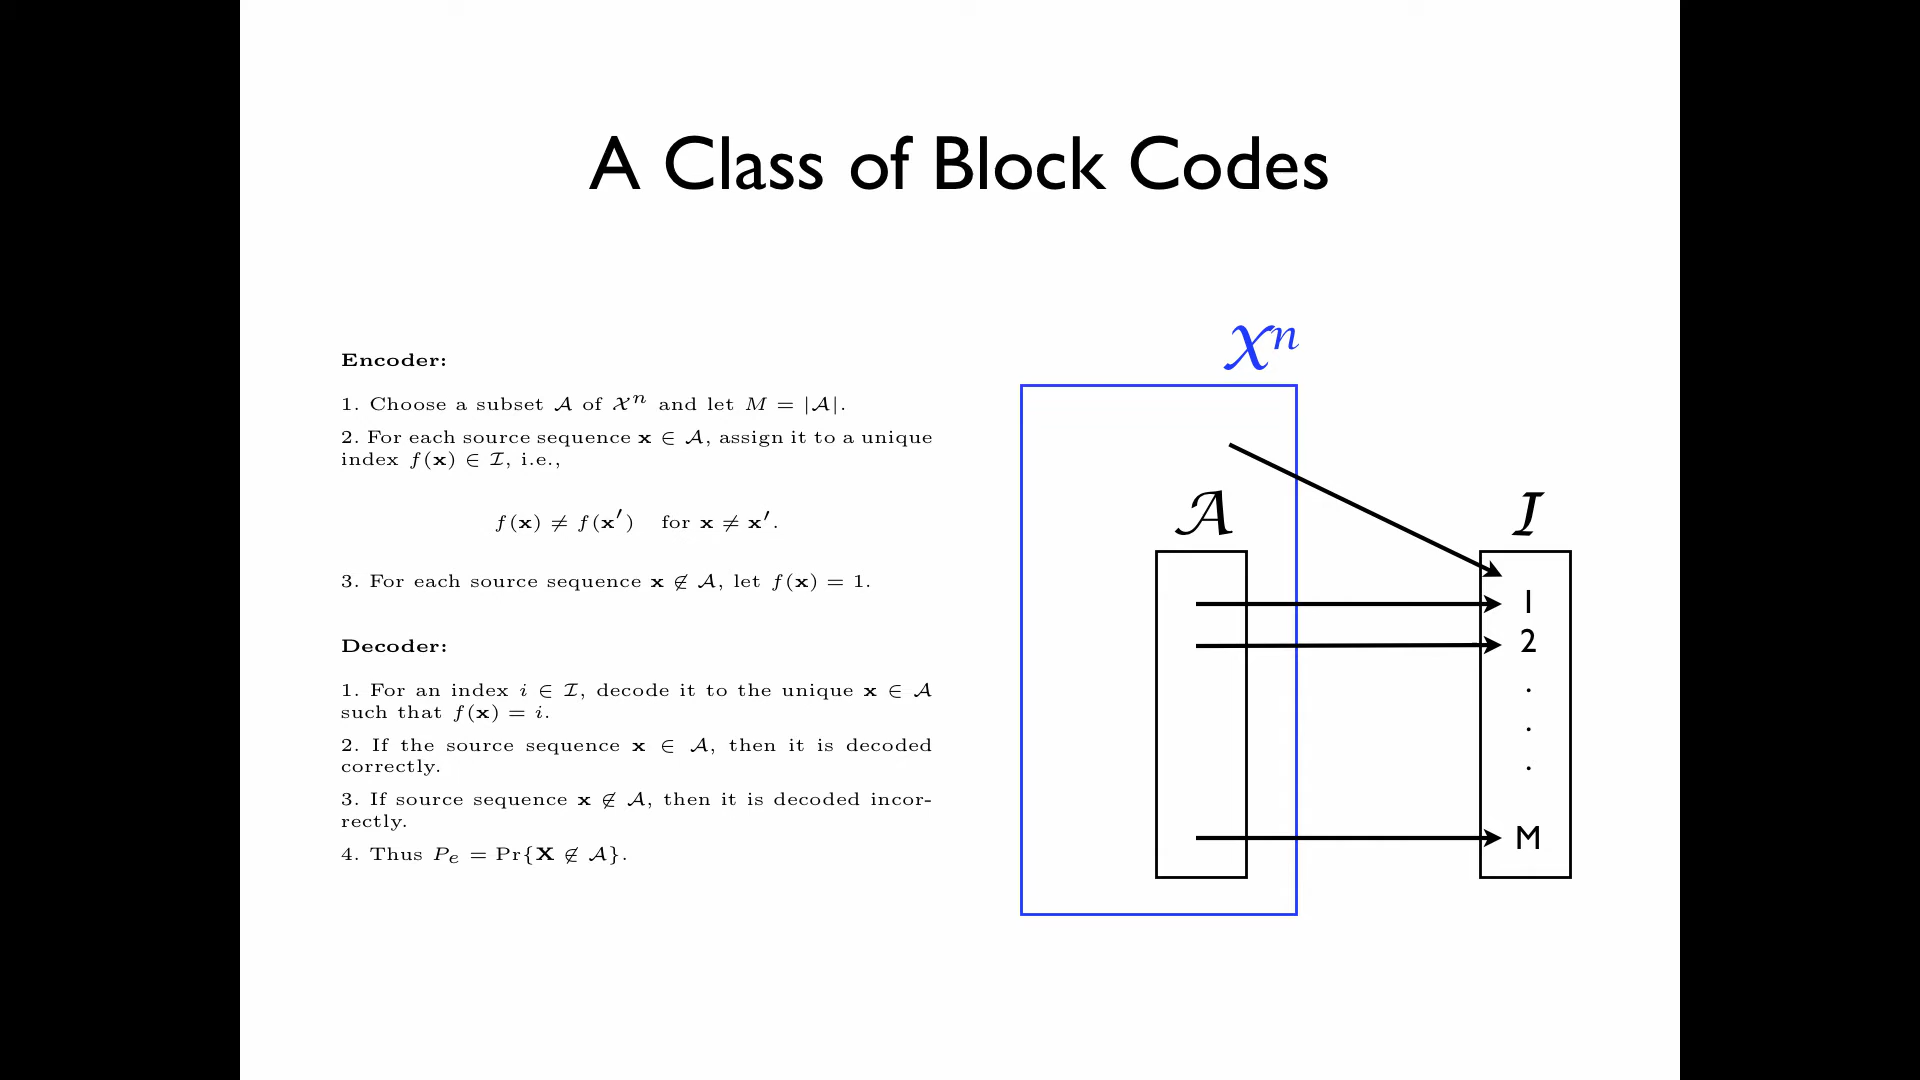 A Class of Block Codes
Encoder:
1. Choose a subset 𝒜 of 𝒳ⁿ and let M = |𝒜|.
2. For each source sequence 𝐱 ∈ 𝒜, assign it to a unique
index f(𝐱) ∈ ℐ, i.e.,
f(𝐱) ≠ f(𝐱′) for 𝐱 ≠ 𝐱′.
3. For each source sequence 𝐱 ∉ 𝒜, let f(𝐱) = 1.
Decoder:
1. For an index i ∈ ℐ, decode it to the unique 𝐱 ∈ 𝒜
such that f(𝐱) = i.
2. If the source sequence 𝐱 ∈ 𝒜, then it is decoded
correctly.
3. If source sequence 𝐱 ∉ 𝒜, then it is decoded incor-
rectly.
4. Thus Pₑ = Pr{𝐗 ∉ 𝒜}.
𝒳ⁿ
𝒜
ℐ
1
2
.
.
.
M